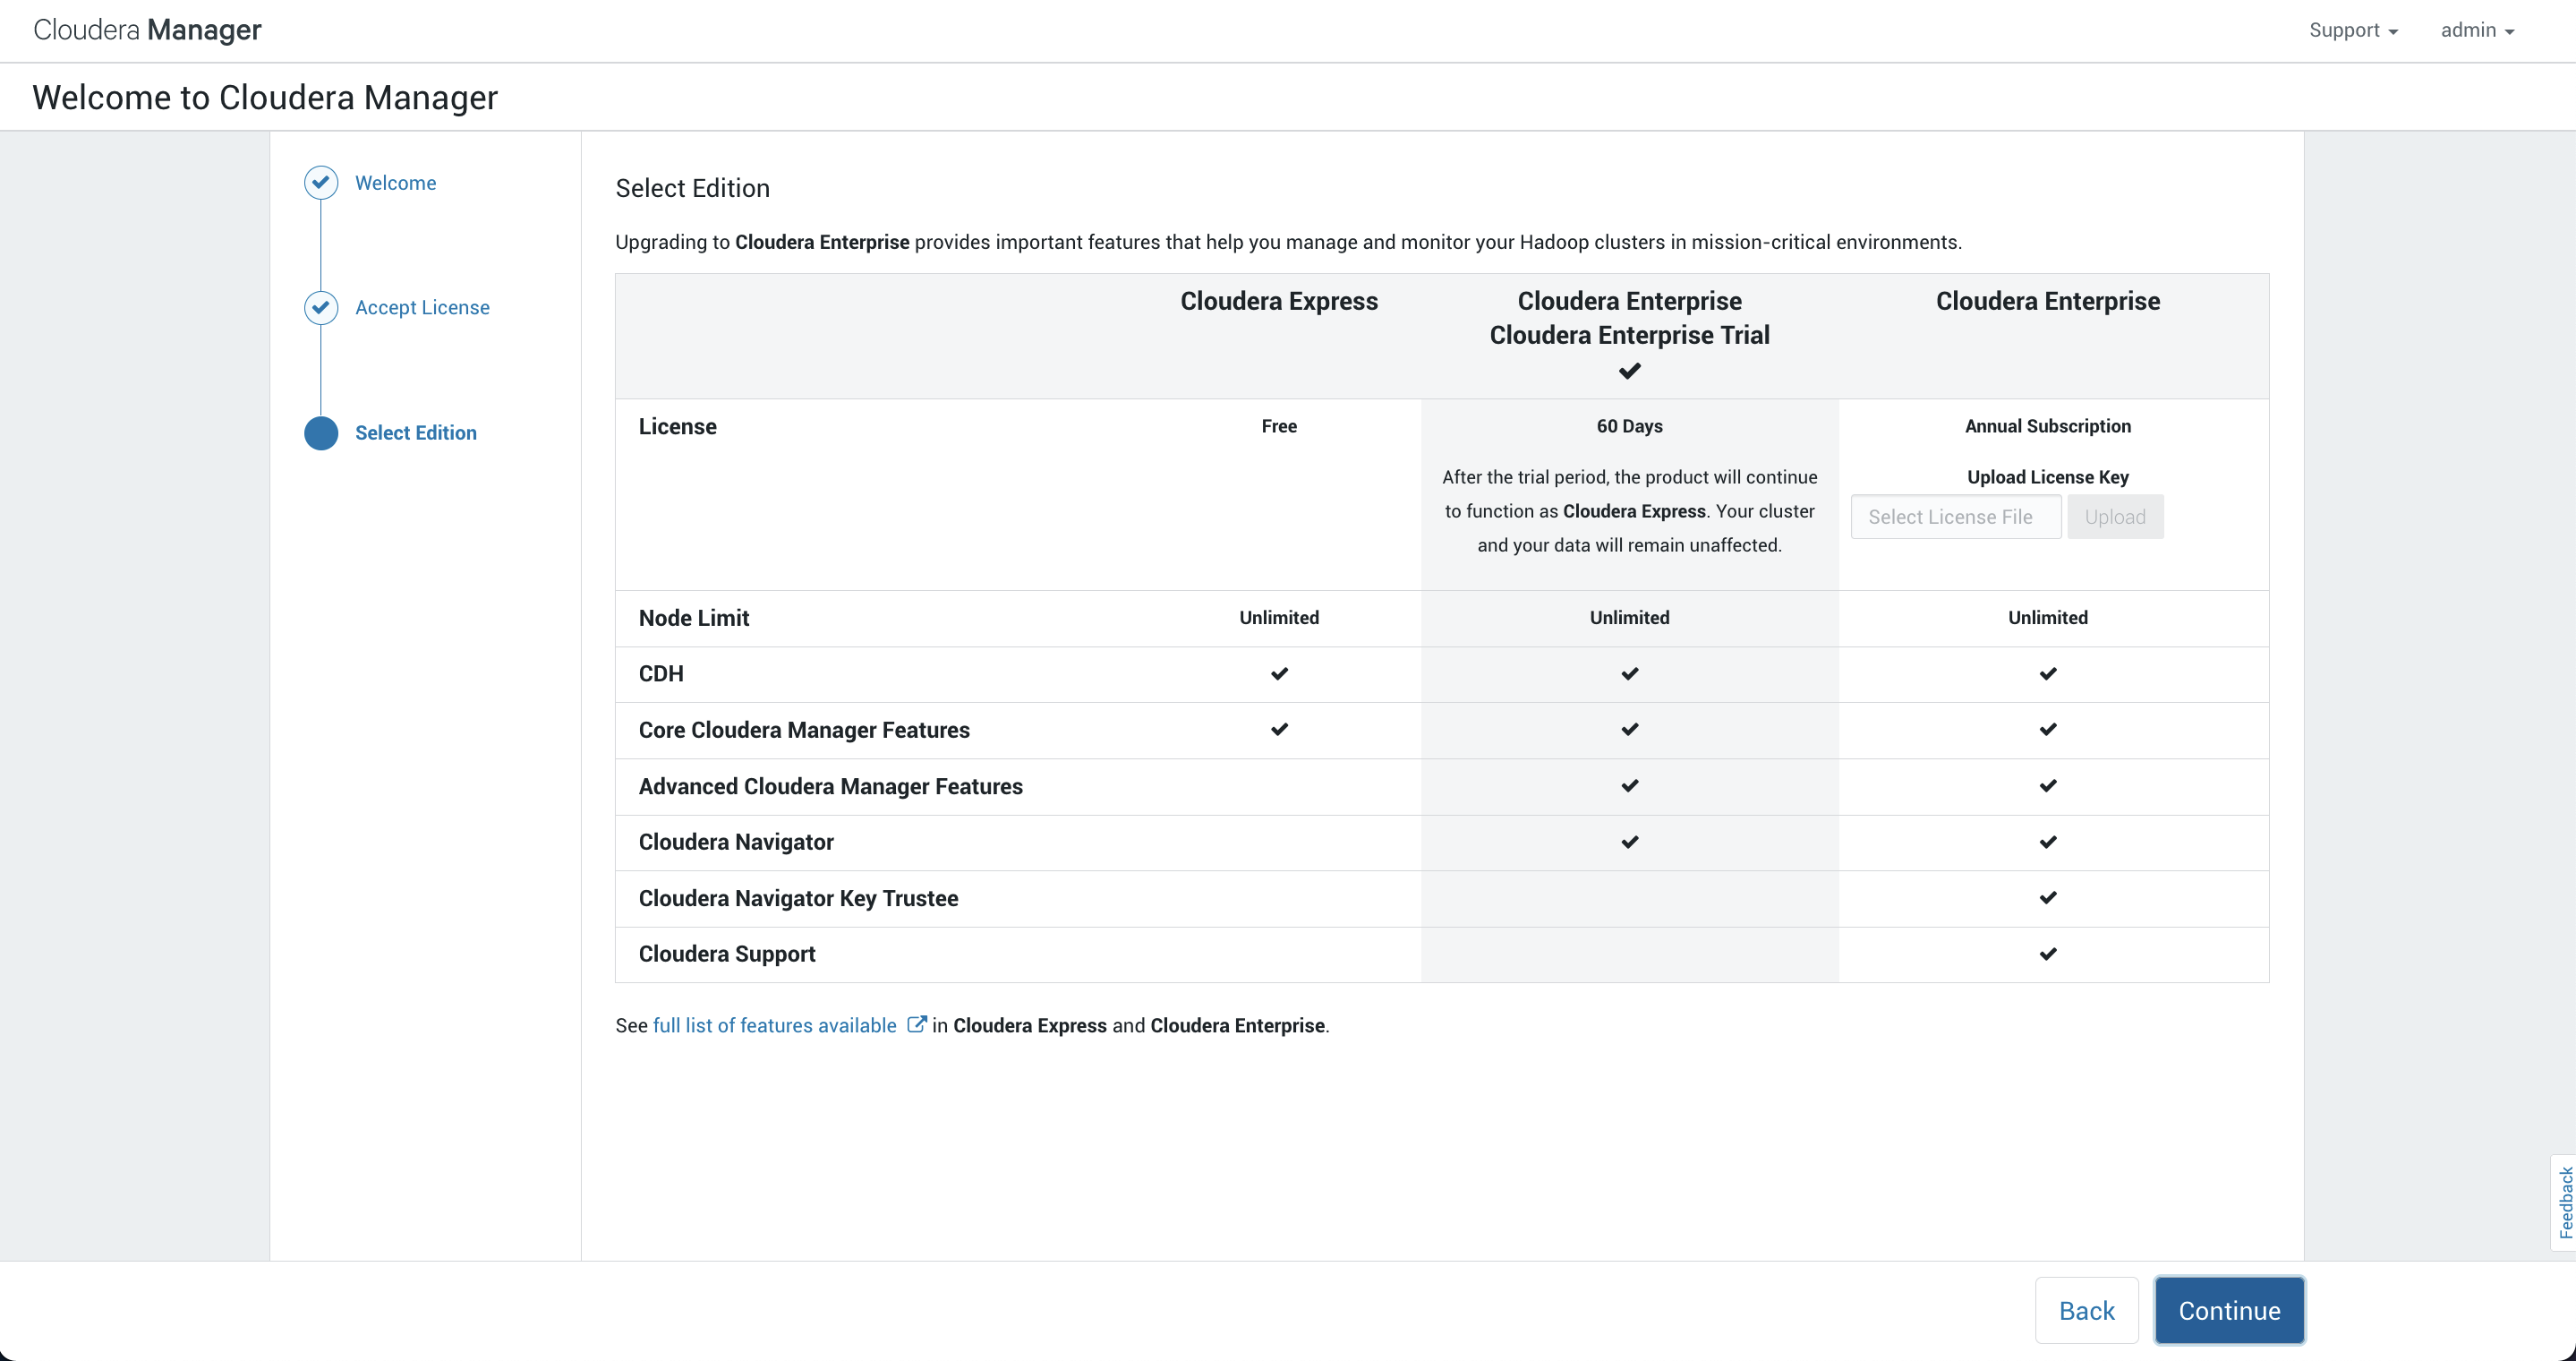 Cloudera Manager
Support
admin
Welcome to Cloudera Manager
Welcome
Accept License
Select Edition
Select Edition
Upgrading to Cloudera Enterprise provides important features that help you manage and monitor your Hadoop clusters in mission-critical environments.
Cloudera Express
Cloudera Enterprise
Cloudera Enterprise Trial
Cloudera Enterprise
License
Free
60 Days
After the trial period, the product will continue
to function as Cloudera Express. Your cluster
and your data will remain unaffected.
Annual Subscription
Upload License Key
Select License File
Upload
Node Limit
Unlimited
Unlimited
Unlimited
CDH
Core Cloudera Manager Features
Advanced Cloudera Manager Features
Cloudera Navigator
Cloudera Navigator Key Trustee
Cloudera Support
See full list of features available in Cloudera Express and Cloudera Enterprise.
Feedback
Back
Continue